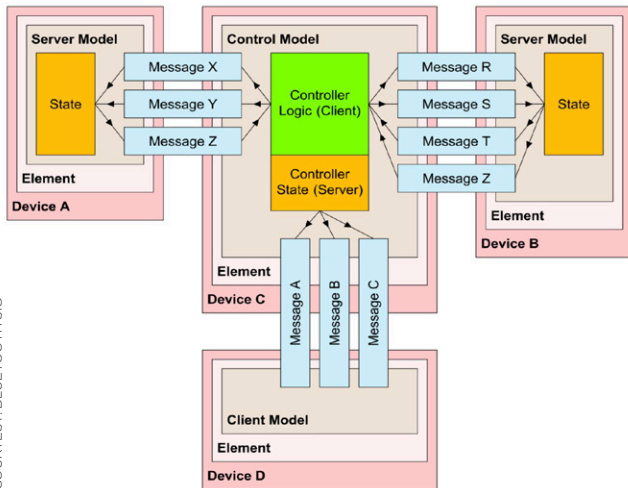 Server Model
State
Element
Device A
Message X
Message Y
Message Z
Control Model
Controller
Logic (Client)
Controller
State (Server)
Element
Device C
Message R
Message S
Message T
Message Z
Server Model
State
Element
Device B
Message A
Message B
Message C
Client Model
Element
Device D